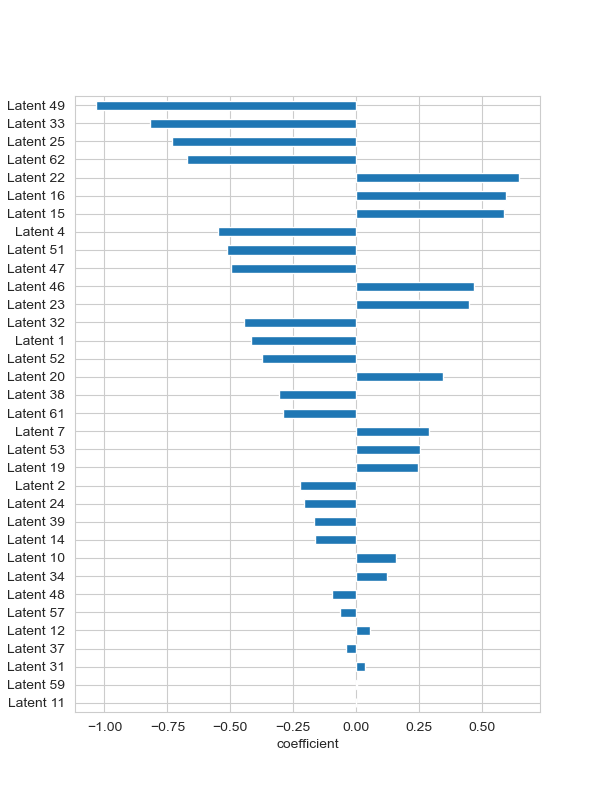 Latent 49
Latent 33
Latent 25
Latent 62
Latent 22
Latent 16
Latent 15
Latent 4
Latent 51
Latent 47
Latent 46
Latent 23
Latent 32
Latent 1
Latent 52
Latent 20
Latent 38
Latent 61
Latent 7
Latent 53
Latent 19
Latent 2
Latent 24
Latent 39
Latent 14
Latent 10
Latent 34
Latent 48
Latent 57
Latent 12
Latent 37
Latent 31
Latent 59
Latent 11
−1.00 −0.75 −0.50 −0.25 0.00 0.25 0.50
coefficient